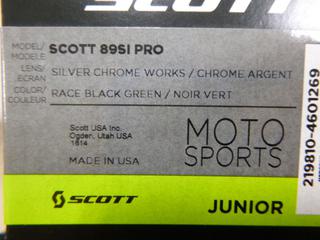 SCOTT
MODEL/
MODELE
SCOTT 89SI PRO
LENS/
ECRAN
SILVER CHROME WORKS / CHROME ARGENT
COLOR/
COULEUR
RACE BLACK GREEN / NOIR VERT
Scott USA Inc.
Ogden, Utah USA
1614
MADE IN USA
MOTO
SPORTS
219810-4601269
SCOTT
JUNIOR